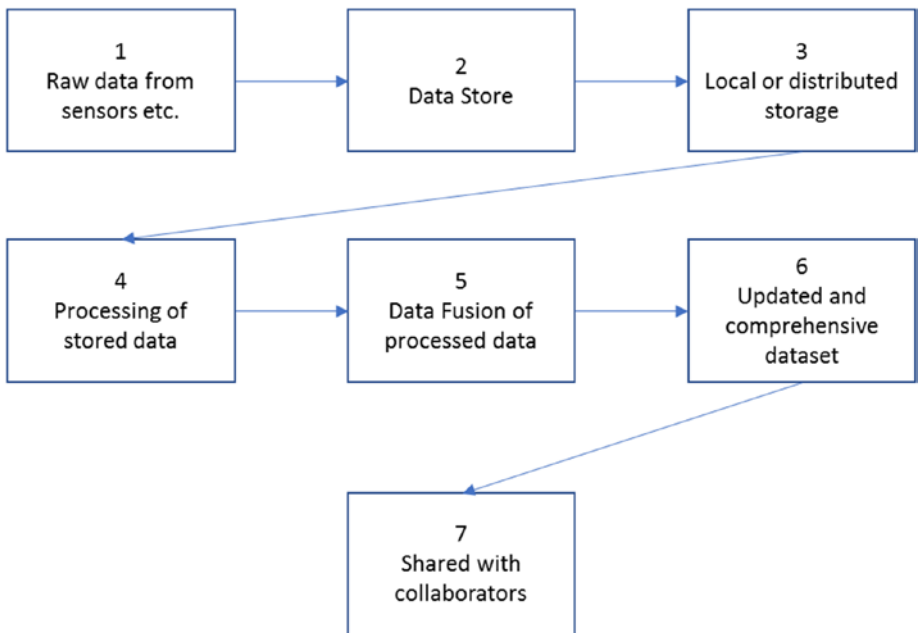 1
Raw data from
sensors etc.
2
Data Store
3
Local or distributed
storage
4
Processing of
stored data
5
Data Fusion of
processed data
6
Updated and
comprehensive
dataset
7
Shared with
collaborators